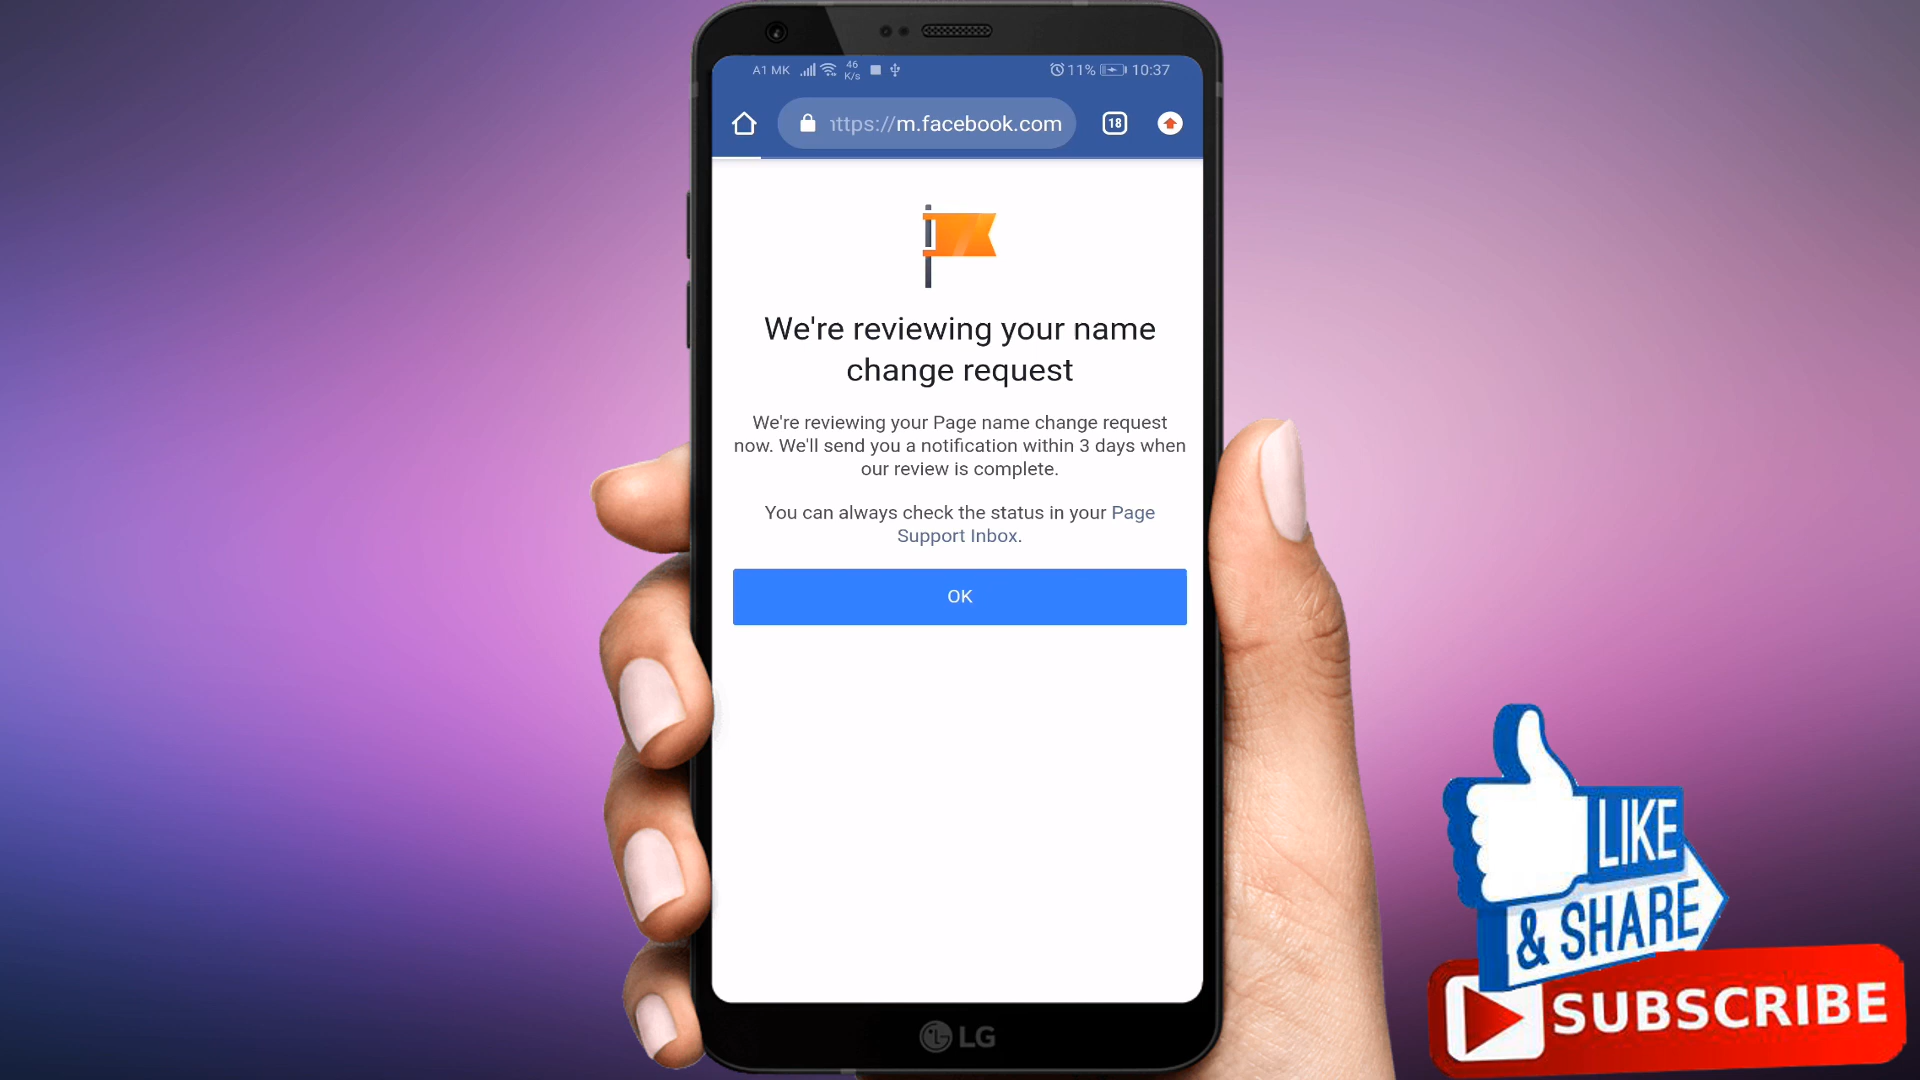 A1 MK
46
K/s
11%
10:37
https://m.facebook.com
18
We're reviewing your name
change request
We're reviewing your Page name change request
now. We'll send you a notification within 3 days when
our review is complete.
You can always check the status in your Page
Support Inbox.
OK
LG
LIKE
& SHARE
SUBSCRIBE